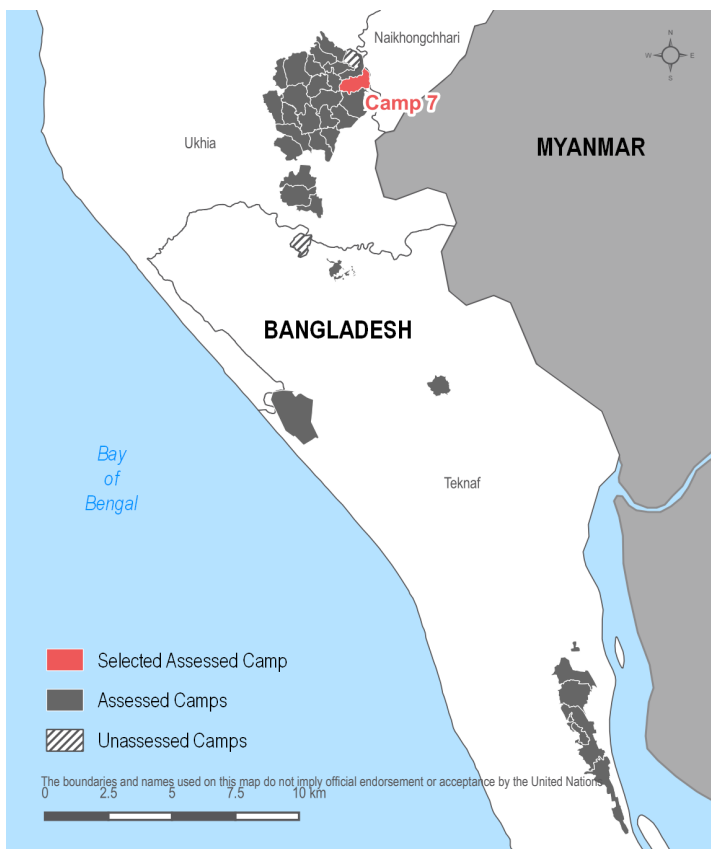 Naikhongchhari
N
W
E
S
Camp 7
Ukhia
MYANMAR
BANGLADESH
Bay
of
Bengal
Teknaf
Selected Assessed Camp
Assessed Camps
Unassessed Camps
The boundaries and names used on this map do not imply official endorsement or acceptance by the United Nations
0 2.5 5 7.5 10 km